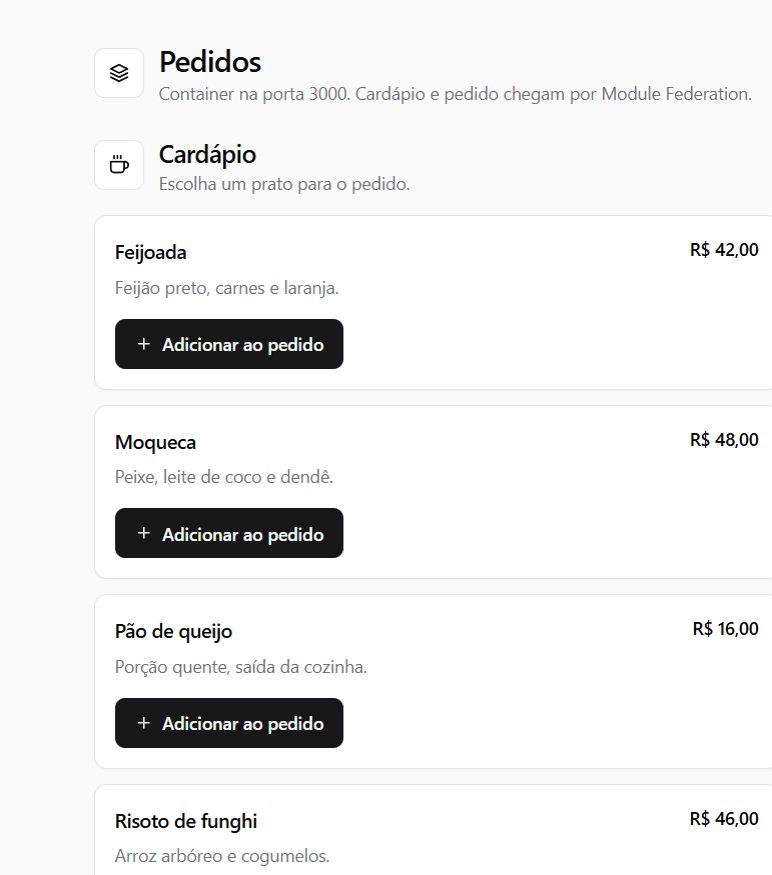 Pedidos
Container na porta 3000. Cardápio e pedido chegam por Module Federation.
Cardápio
Escolha um prato para o pedido.
Feijoada
R$ 42,00
Feijão preto, carnes e laranja.
+ Adicionar ao pedido
Moqueca
R$ 48,00
Peixe, leite de coco e dendê.
+ Adicionar ao pedido
Pão de queijo
R$ 16,00
Porção quente, saída da cozinha.
+ Adicionar ao pedido
Risoto de funghi
R$ 46,00
Arroz arbóreo e cogumelos.